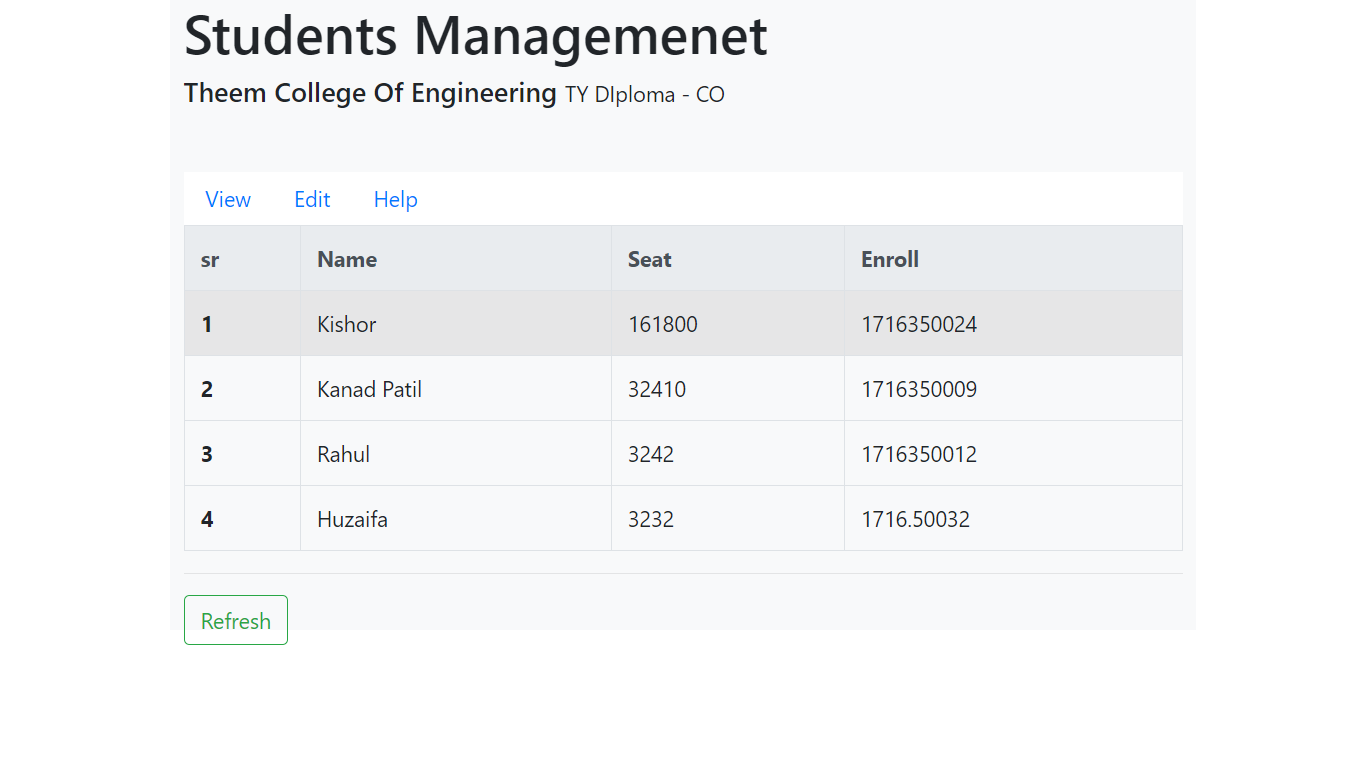 Students Managemenet
Theem College Of Engineering TY DIploma - CO
View Edit Help
sr Name Seat Enroll
1 Kishor 161800 1716350024
2 Kanad Patil 32410 1716350009
3 Rahul 3242 1716350012
4 Huzaifa 3232 1716.50032
Refresh